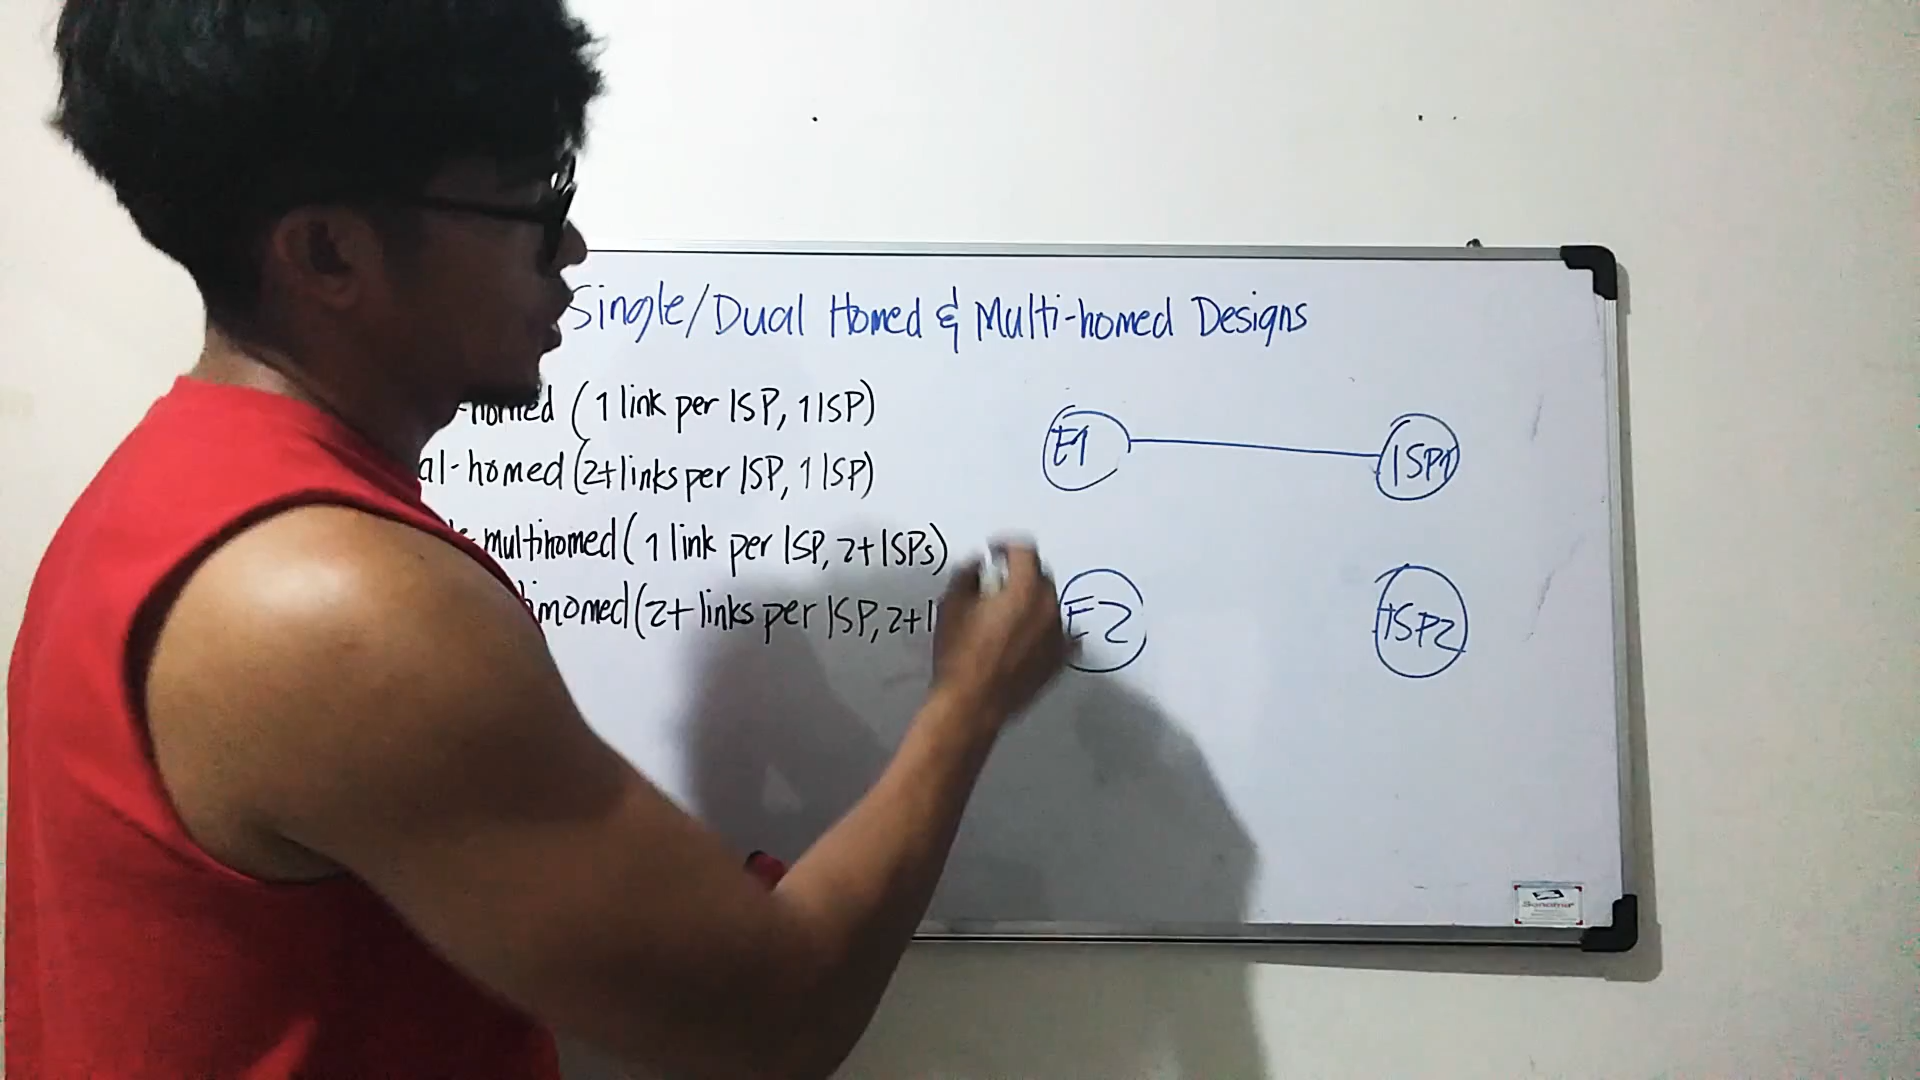 Single/Dual Homed & Multi-homed Designs
-homed (1 link per ISP, 1 ISP)
al-homed (2+ links per ISP, 1 ISP)
multihomed (1 link per ISP, 2+ ISPs)
(2+ links per ISP, 2+ I
E1
ISP1
E2
ISP2